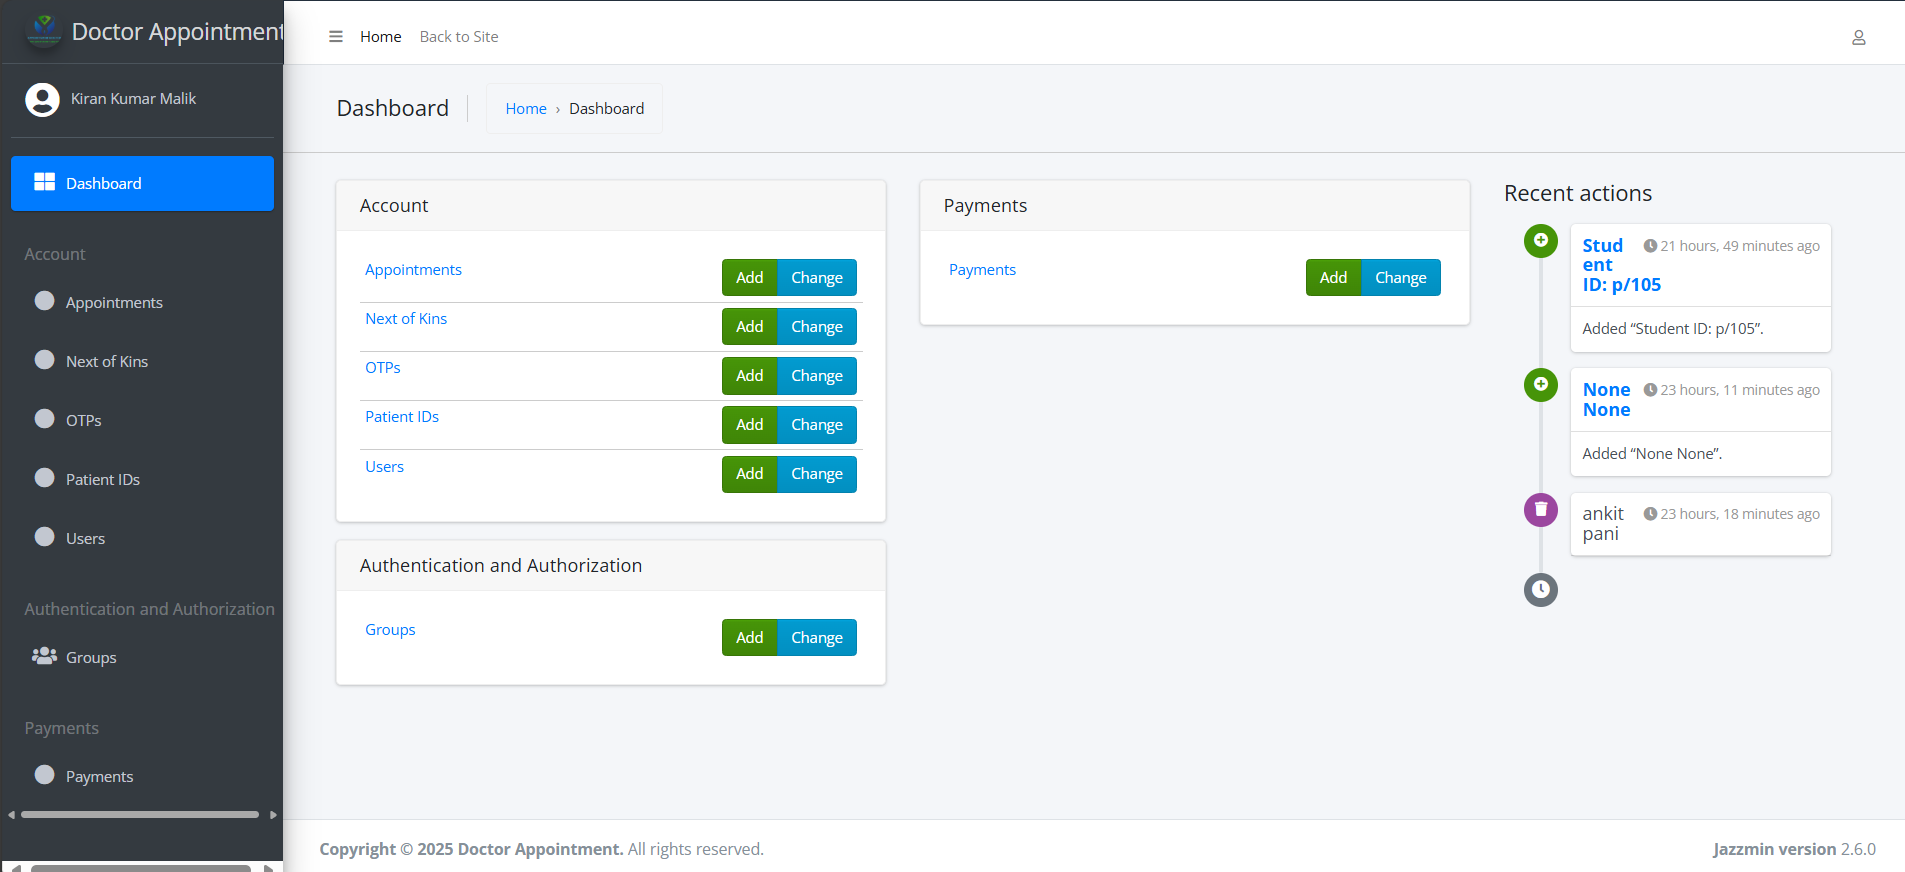 Doctor Appointment
Kiran Kumar Malik
Dashboard
Account
Appointments
Next of Kins
OTPs
Patient IDs
Users
Authentication and Authorization
Groups
Payments
Payments
Home Back to Site
Dashboard Home › Dashboard
Account
Appointments Add Change
Next of Kins Add Change
OTPs Add Change
Patient IDs Add Change
Users Add Change
Authentication and Authorization
Groups Add Change
Payments
Payments Add Change
Recent actions
Stud 21 hours, 49 minutes ago
ent
ID: p/105
Added “Student ID: p/105”.
None 23 hours, 11 minutes ago
None
Added “None None”.
ankit 23 hours, 18 minutes ago
pani
Copyright © 2025 Doctor Appointment. All rights reserved.
Jazzmin version 2.6.0